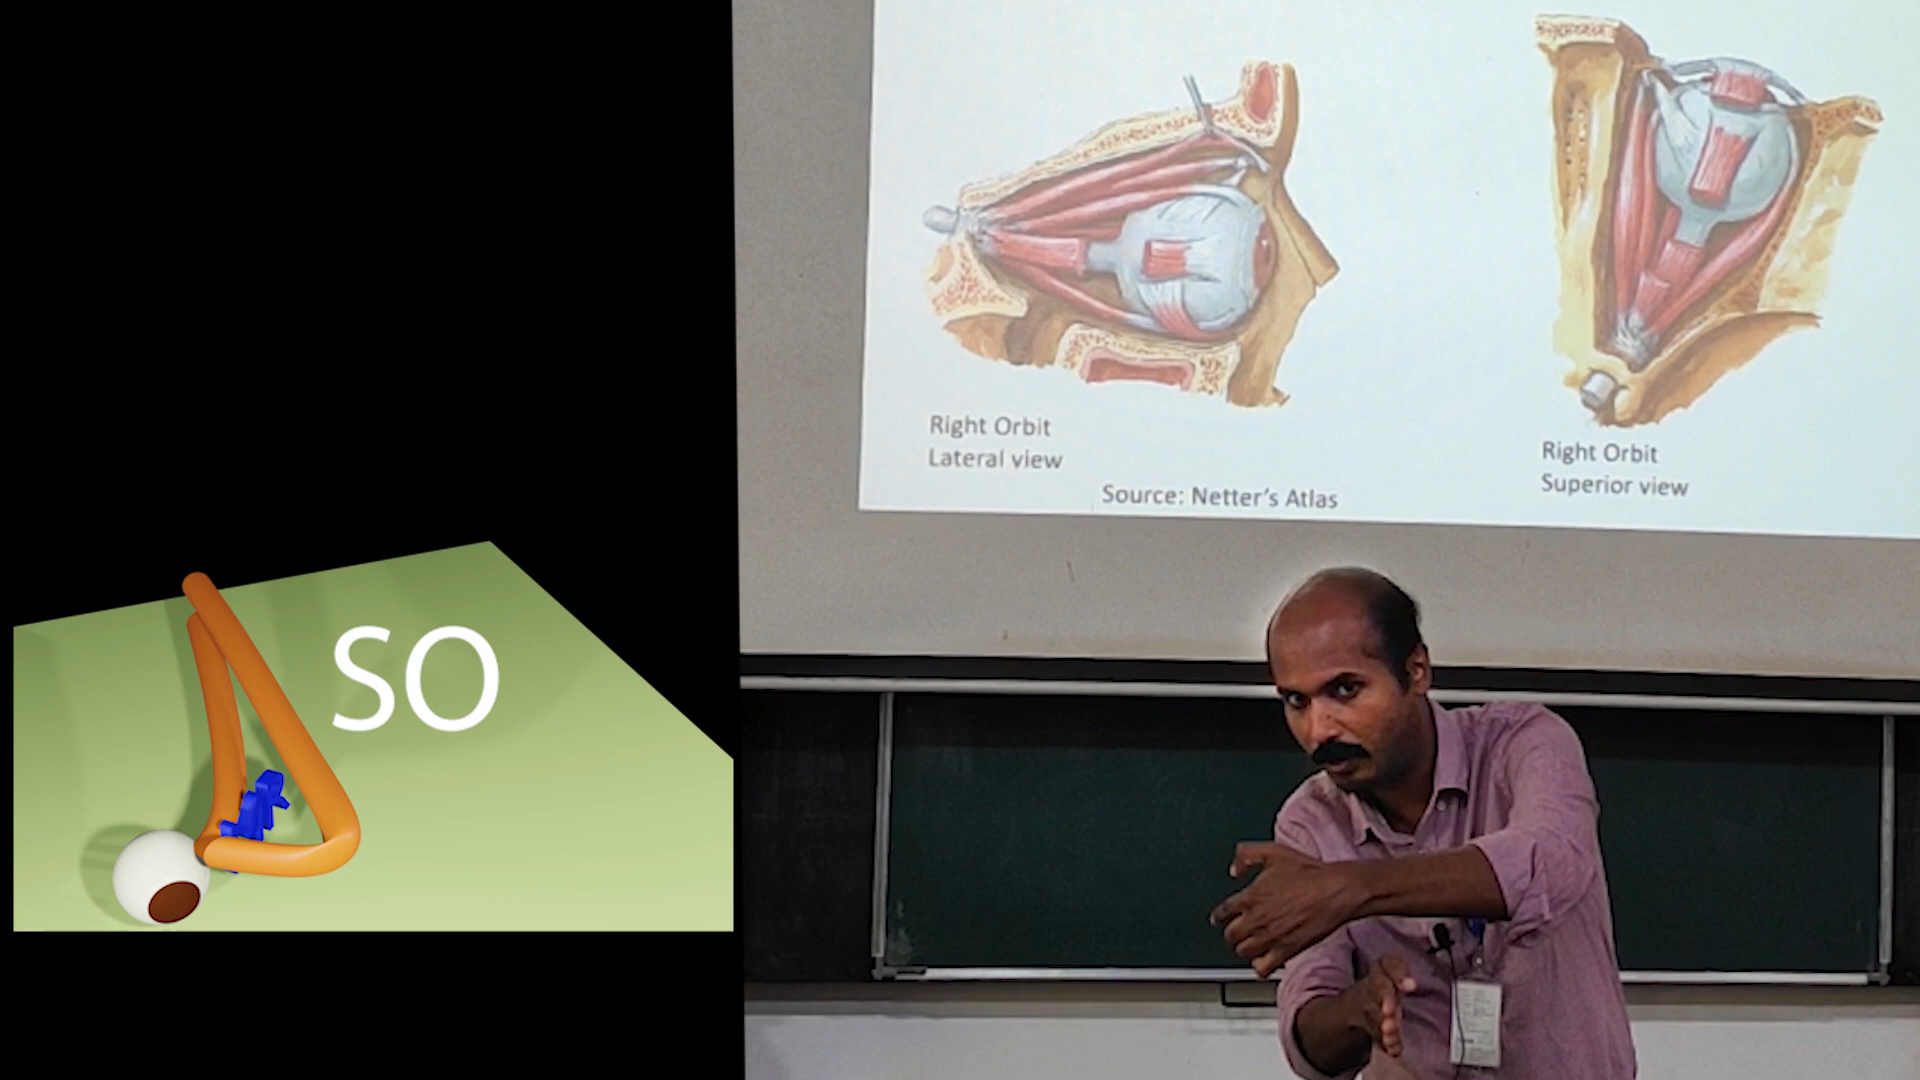 SO
Right Orbit
Lateral view
Source: Netter's Atlas
Right Orbit
Superior view